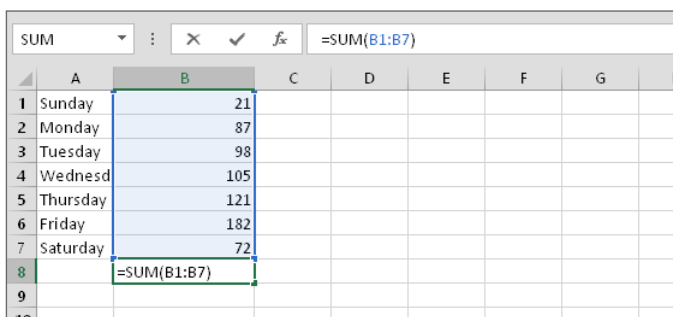 SUM fx =SUM(B1:B7)
A B C D E F G
1 Sunday 21
2 Monday 87
3 Tuesday 98
4 Wednesd 105
5 Thursday 121
6 Friday 182
7 Saturday 72
8 =SUM(B1:B7)
9